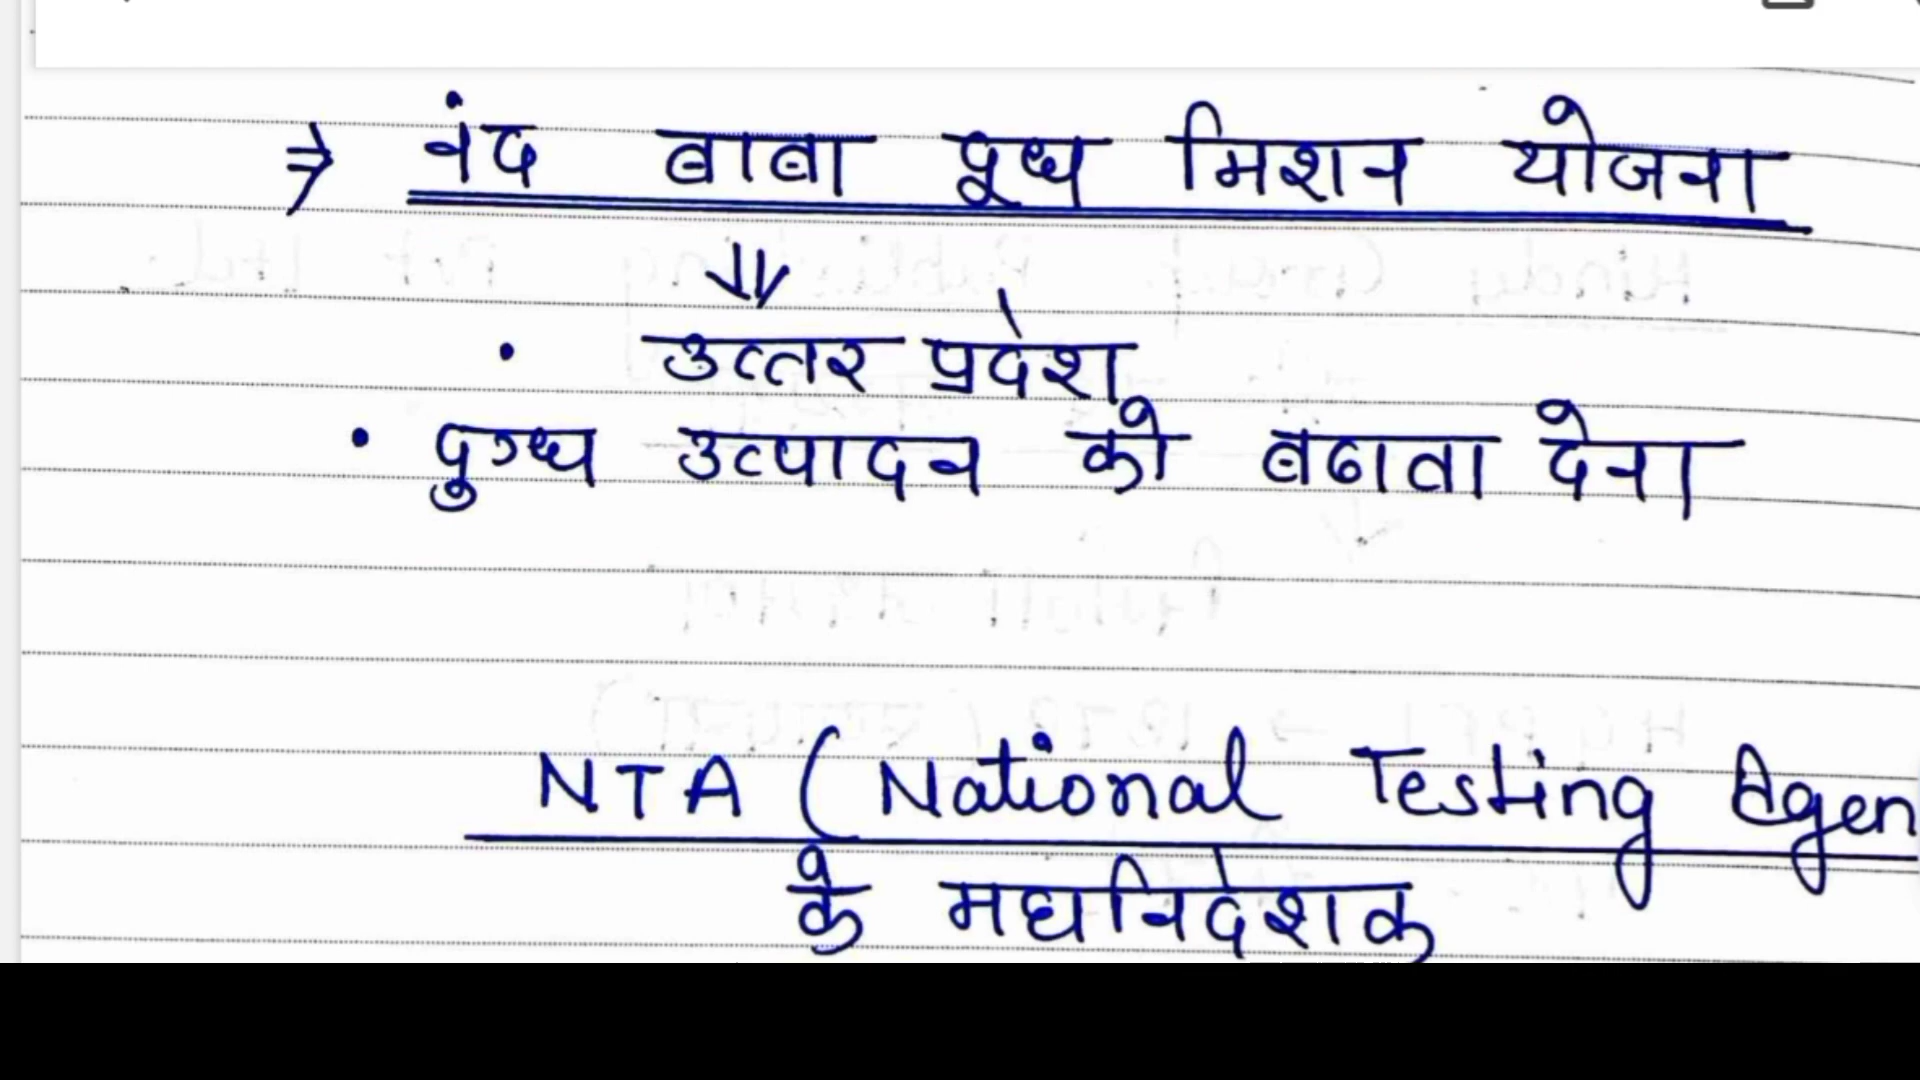 ⇒ नंद बाबा दूध मिशन योजना
⇓
• उत्तर प्रदेश
• दुग्ध उत्पादन को बढाता देना
NTA (National Testing Agen
के महानिदेशक